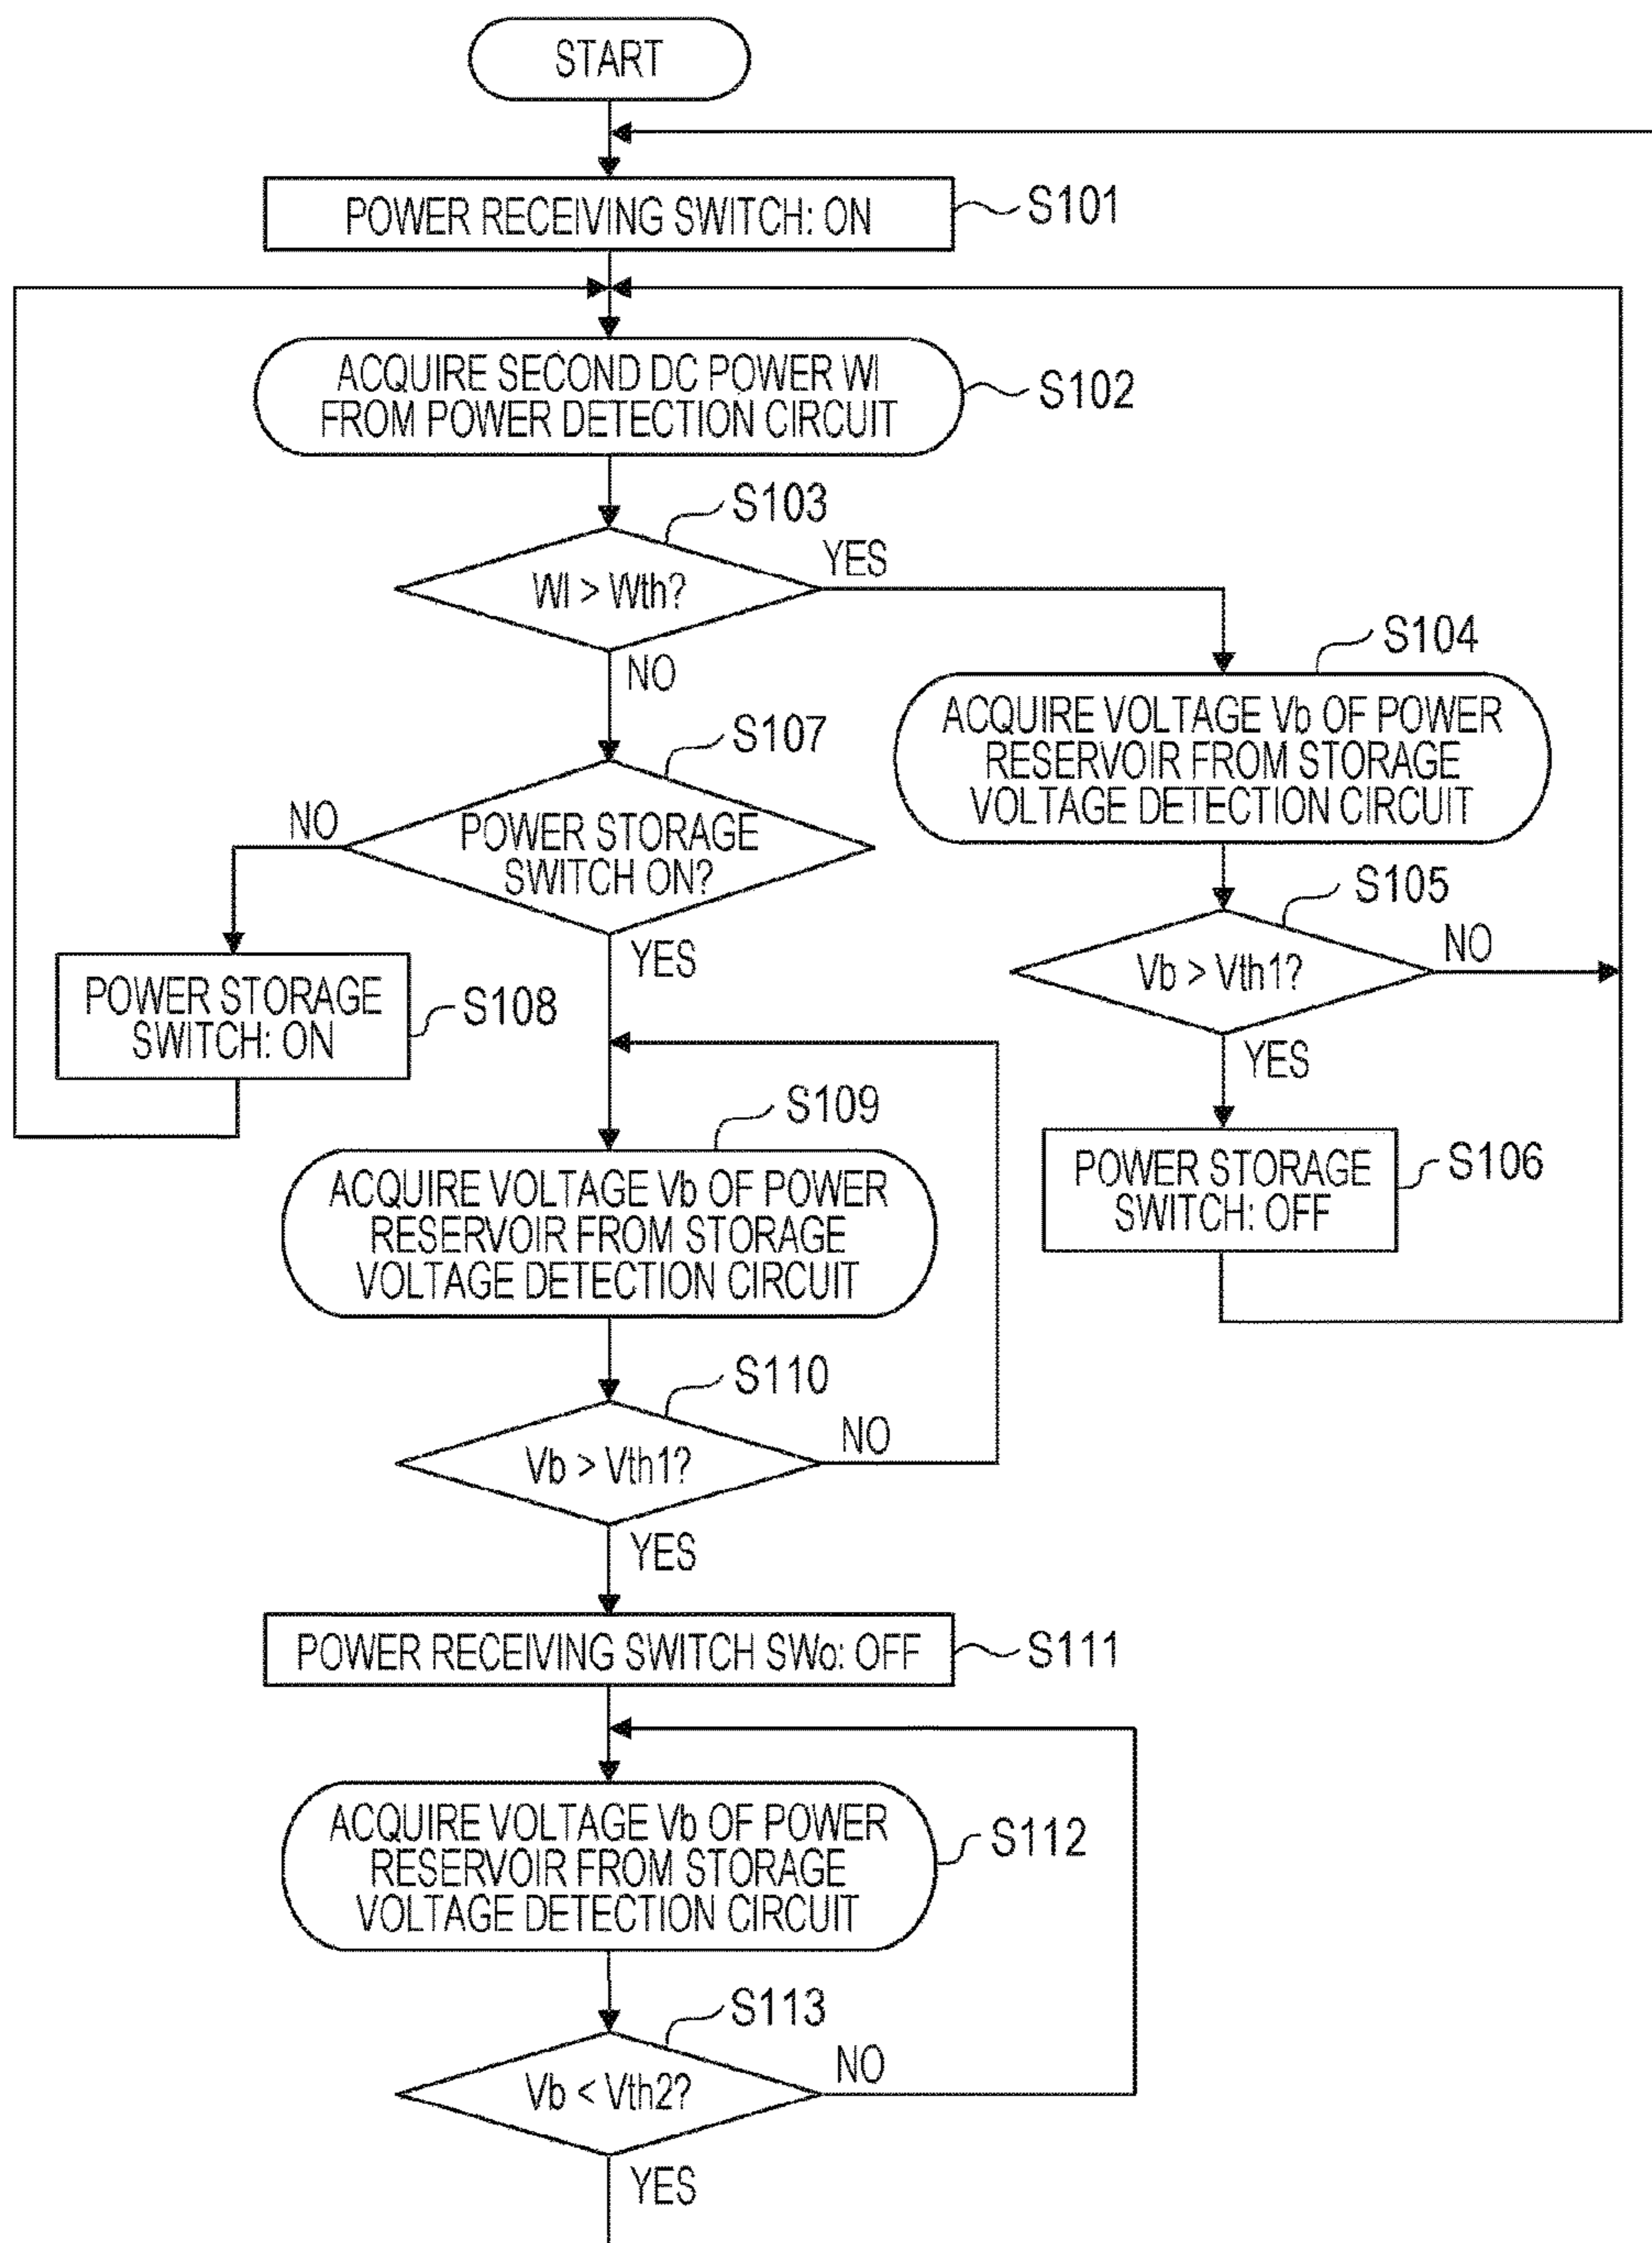 START
POWER RECEIVING SWITCH: ON
S101
ACQUIRE SECOND DC POWER WI
FROM POWER DETECTION CIRCUIT
S102
S103
WI > Wth?
YES
NO
S104
ACQUIRE VOLTAGE Vb OF POWER
RESERVOIR FROM STORAGE
VOLTAGE DETECTION CIRCUIT
S105
Vb > Vth1?
NO
YES
POWER STORAGE
SWITCH: OFF
S106
S107
POWER STORAGE
SWITCH ON?
NO
YES
POWER STORAGE
SWITCH: ON
S108
S109
ACQUIRE VOLTAGE Vb OF POWER
RESERVOIR FROM STORAGE
VOLTAGE DETECTION CIRCUIT
S110
Vb > Vth1?
NO
YES
POWER RECEIVING SWITCH SWo: OFF
S111
ACQUIRE VOLTAGE Vb OF POWER
RESERVOIR FROM STORAGE
VOLTAGE DETECTION CIRCUIT
S112
S113
Vb < Vth2?
NO
YES